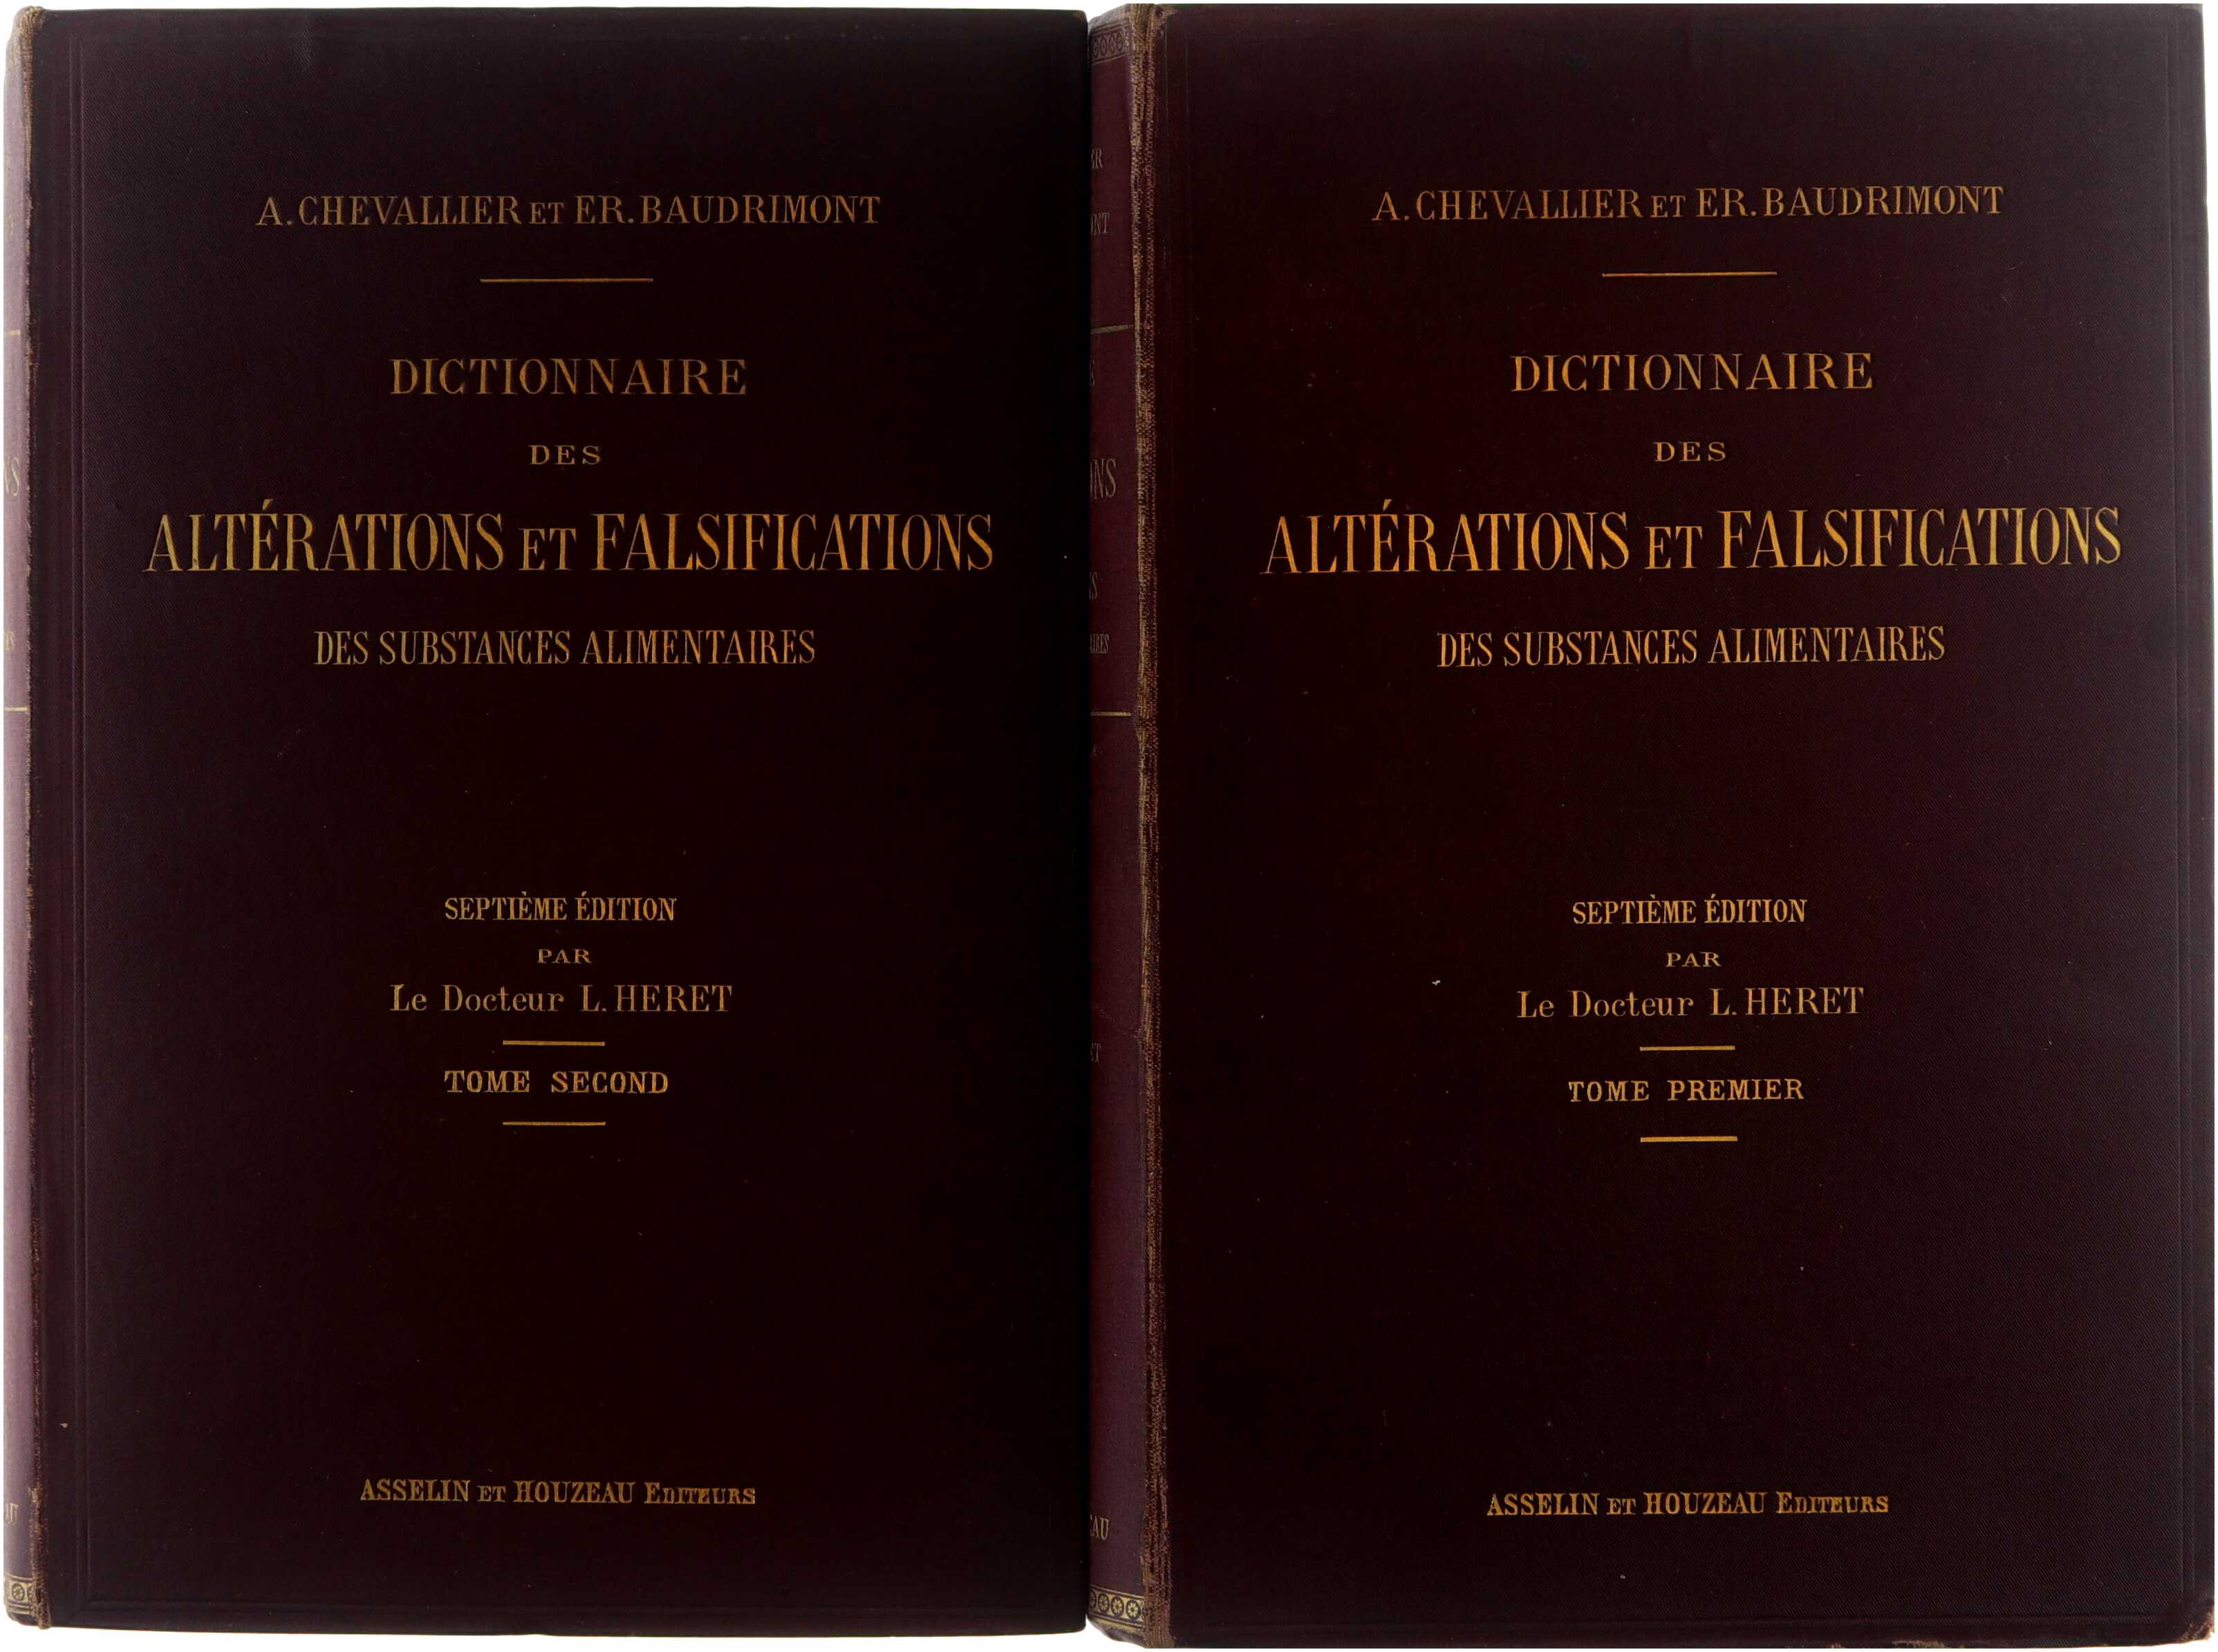 A. CHEVALLIER ET ER. BAUDRIMONT
DICTIONNAIRE
DES
ALTÉRATIONS ET FALSIFICATIONS
DES SUBSTANCES ALIMENTAIRES
SEPTIÈME ÉDITION
PAR
Le Docteur L. HERET
TOME SECOND
ASSELIN ET HOUZEAU EDITEURS
A. CHEVALLIER ET ER. BAUDRIMONT
DICTIONNAIRE
DES
ALTÉRATIONS ET FALSIFICATIONS
DES SUBSTANCES ALIMENTAIRES
SEPTIÈME ÉDITION
PAR
Le Docteur L. HERET
TOME PREMIER
ASSELIN ET HOUZEAU EDITEURS